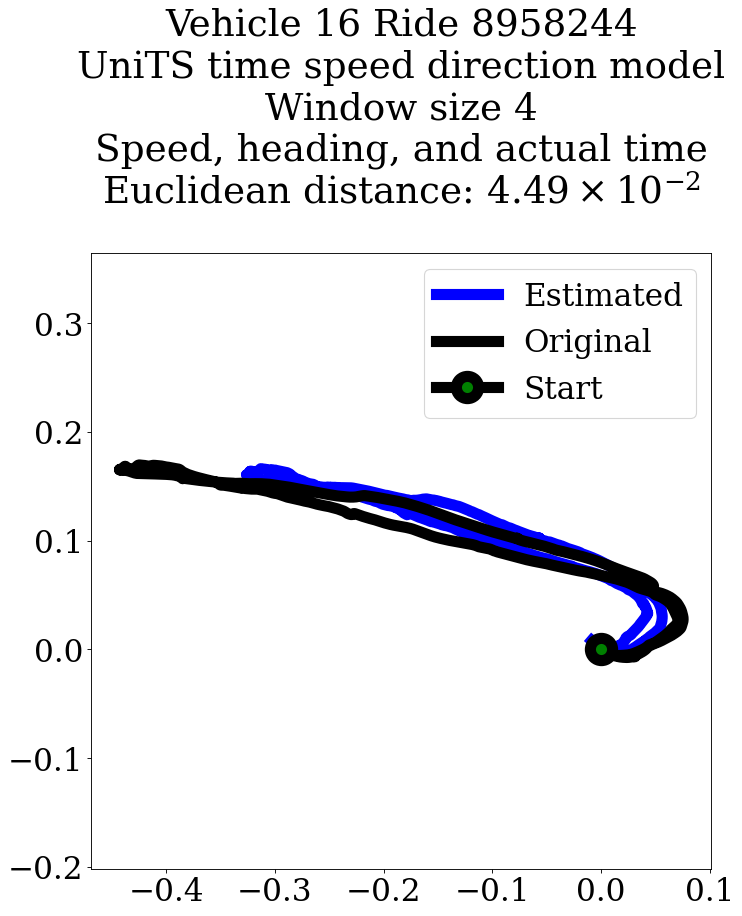 Vehicle 16 Ride 8958244
UniTS time speed direction model
Window size 4
Speed, heading, and actual time
Euclidean distance: 4.49 × 10⁻²
Estimated
Original
Start
0.3
0.2
0.1
0.0
−0.1
−0.2
−0.4 −0.3 −0.2 −0.1 0.0 0.1